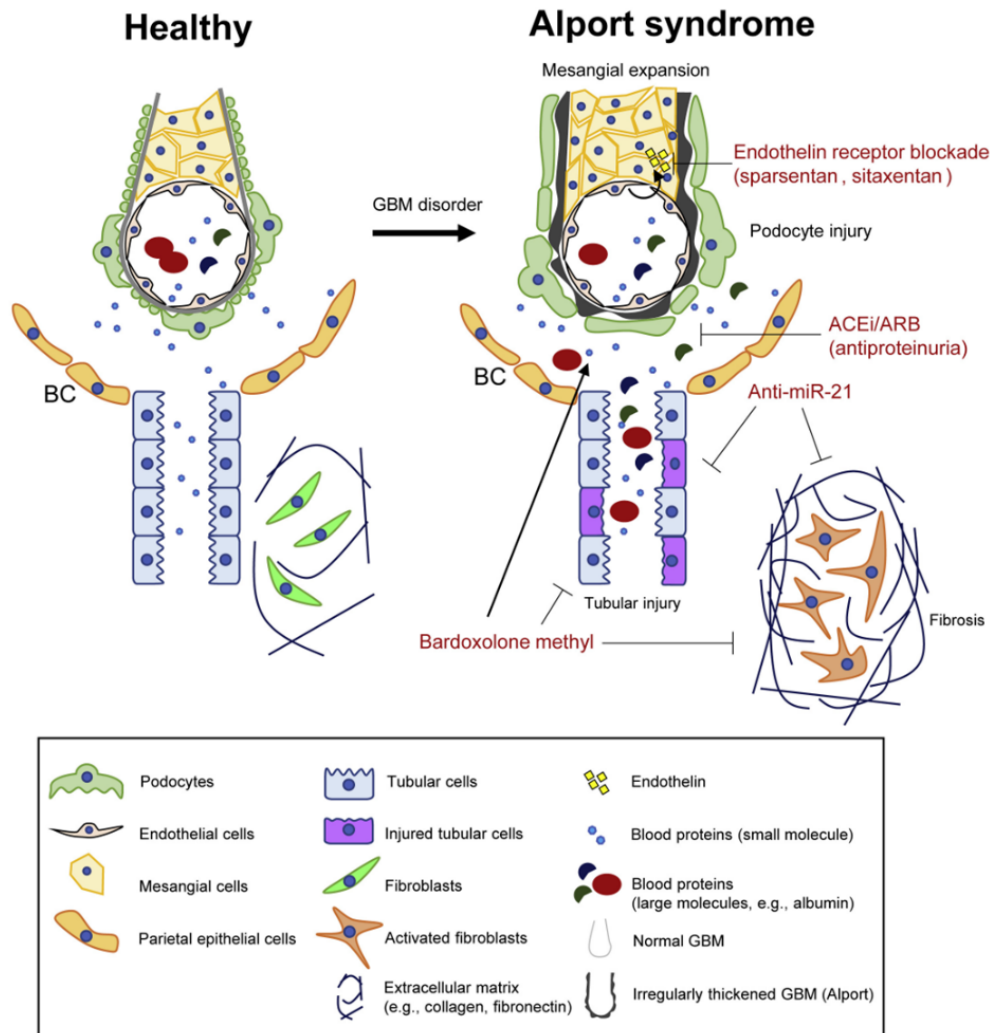 Healthy
Alport syndrome
Mesangial expansion
Endothelin receptor blockade
(sparsentan , sitaxentan)
GBM disorder
Podocyte injury
ACEi/ARB
(antiproteinuria)
BC
BC
Anti-miR-21
Tubular injury
Fibrosis
Bardoxolone methyl
Podocytes
Tubular cells
Endothelin
Endothelial cells
Injured tubular cells
Blood proteins (small molecule)
Mesangial cells
Fibroblasts
Blood proteins
(large molecules, e.g., albumin)
Parietal epithelial cells
Activated fibroblasts
Normal GBM
Extracellular matrix
(e.g., collagen, fibronectin)
Irregularly thickened GBM (Alport)